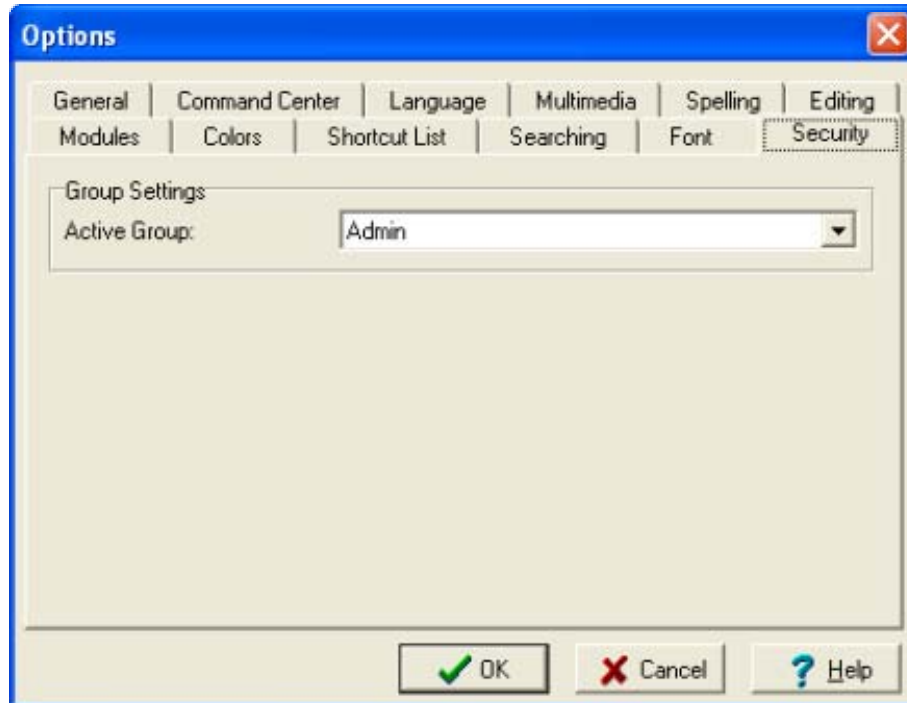 Options
General Command Center Language Multimedia Spelling Editing
Modules Colors Shortcut List Searching Font Security
Group Settings
Active Group: Admin
OK Cancel Help